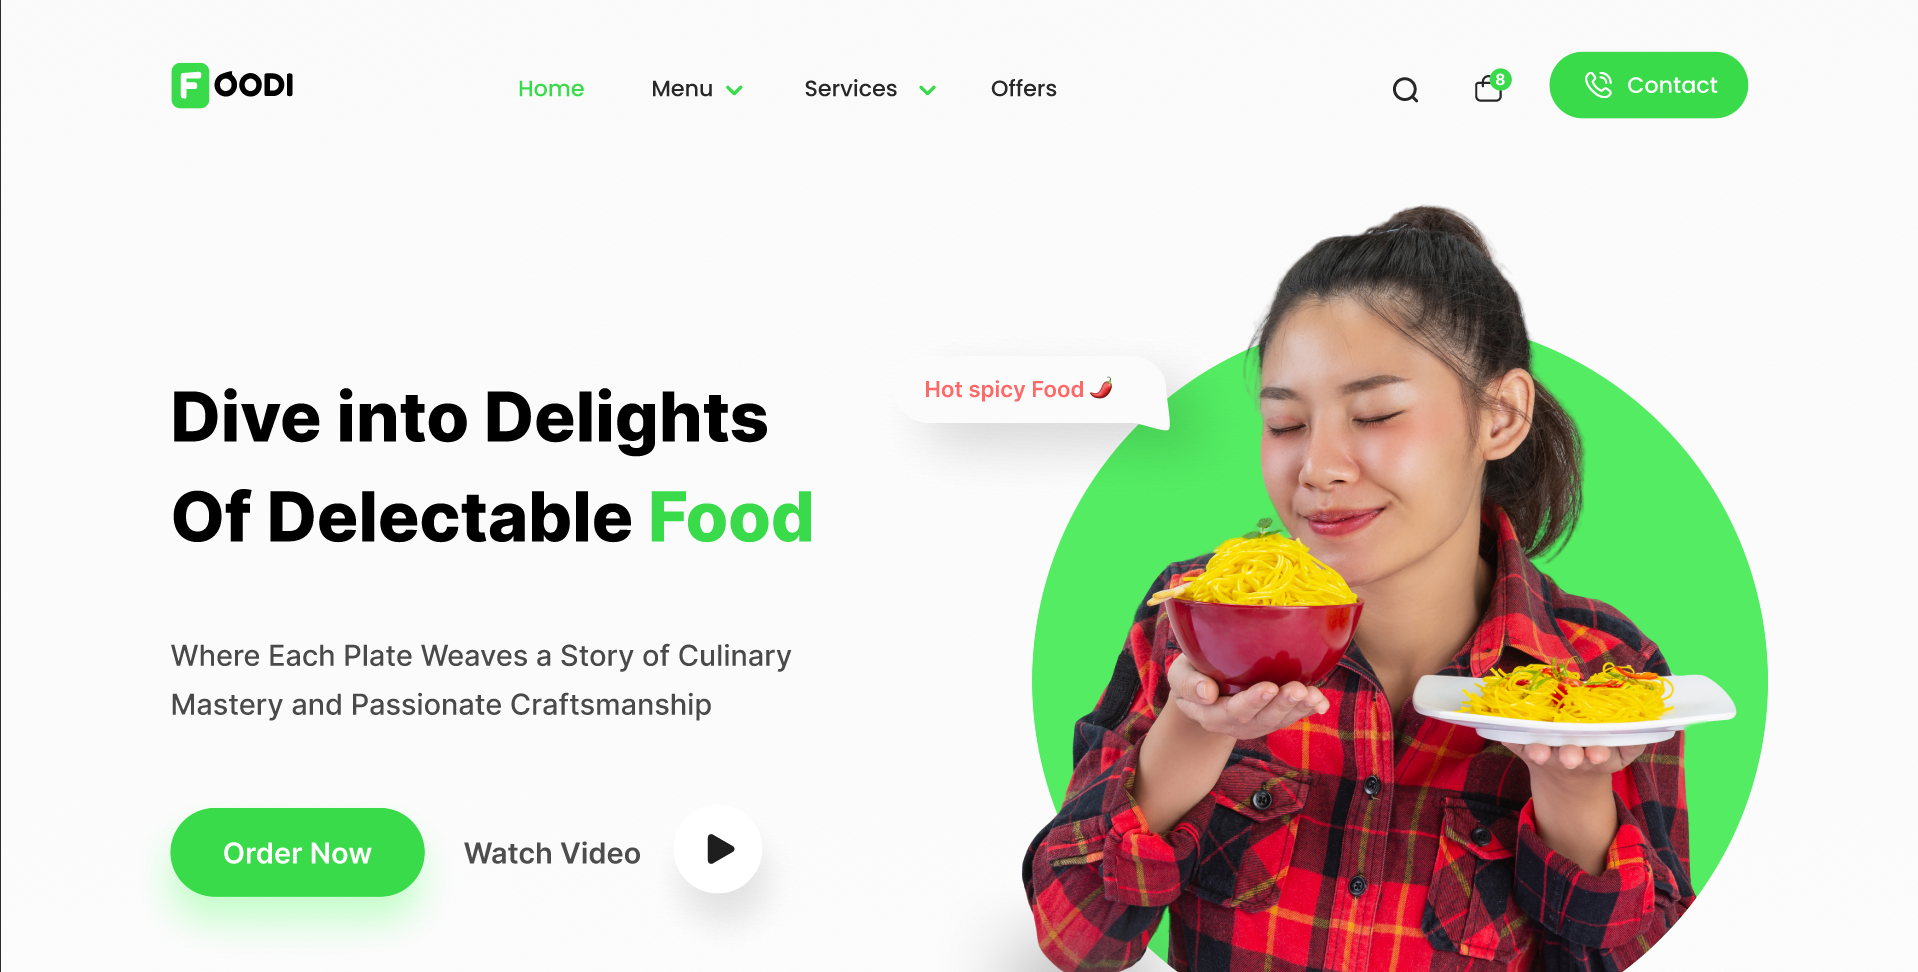 FOODI
Home
Menu
Services
Offers
8
Contact
Hot spicy Food 🌶
Dive into Delights
Of Delectable Food
Where Each Plate Weaves a Story of Culinary
Mastery and Passionate Craftsmanship
Order Now
Watch Video